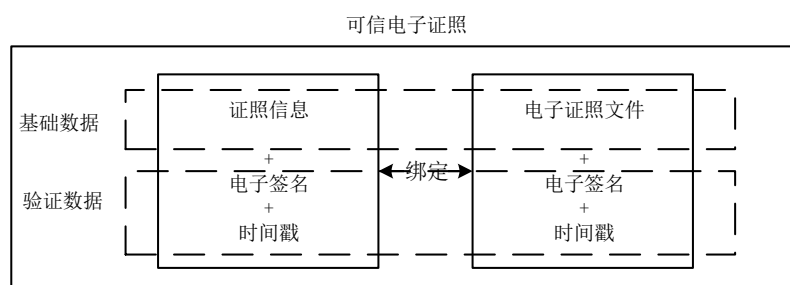 可信电子证照
基础数据
证照信息
电子证照文件
+
+
绑定
验证数据
电子签名
电子签名
+
+
时间戳
时间戳